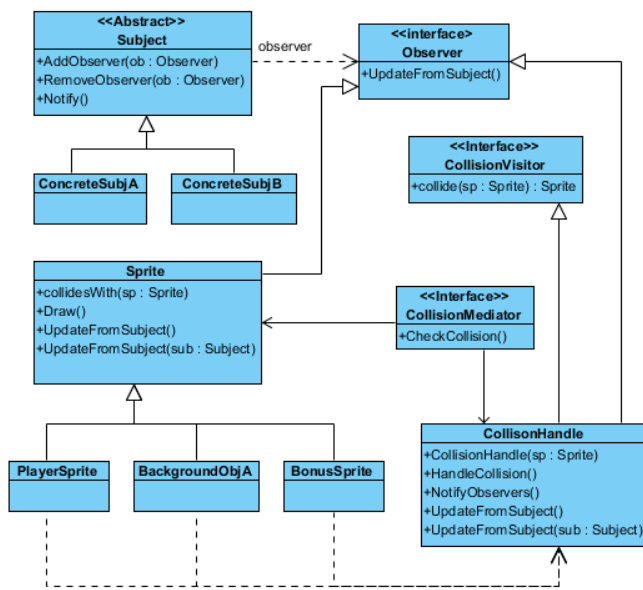 <<Abstract>>
Subject
+AddObserver(ob : Observer)
+RemoveObserver(ob : Observer)
+Notify()
observer
<<interface>>
Observer
+UpdateFromSubject()
ConcreteSubjA
ConcreteSubjB
<<Interface>>
CollisionVisitor
+collide(sp : Sprite) : Sprite
Sprite
+collidesWith(sp : Sprite)
+Draw()
+UpdateFromSubject()
+UpdateFromSubject(sub : Subject)
<<Interface>>
CollisionMediator
+CheckCollision()
PlayerSprite
BackgroundObjA
BonusSprite
CollisonHandle
+CollisionHandle(sp : Sprite)
+HandleCollision()
+NotifyObservers()
+UpdateFromSubject()
+UpdateFromSubject(sub : Subject)